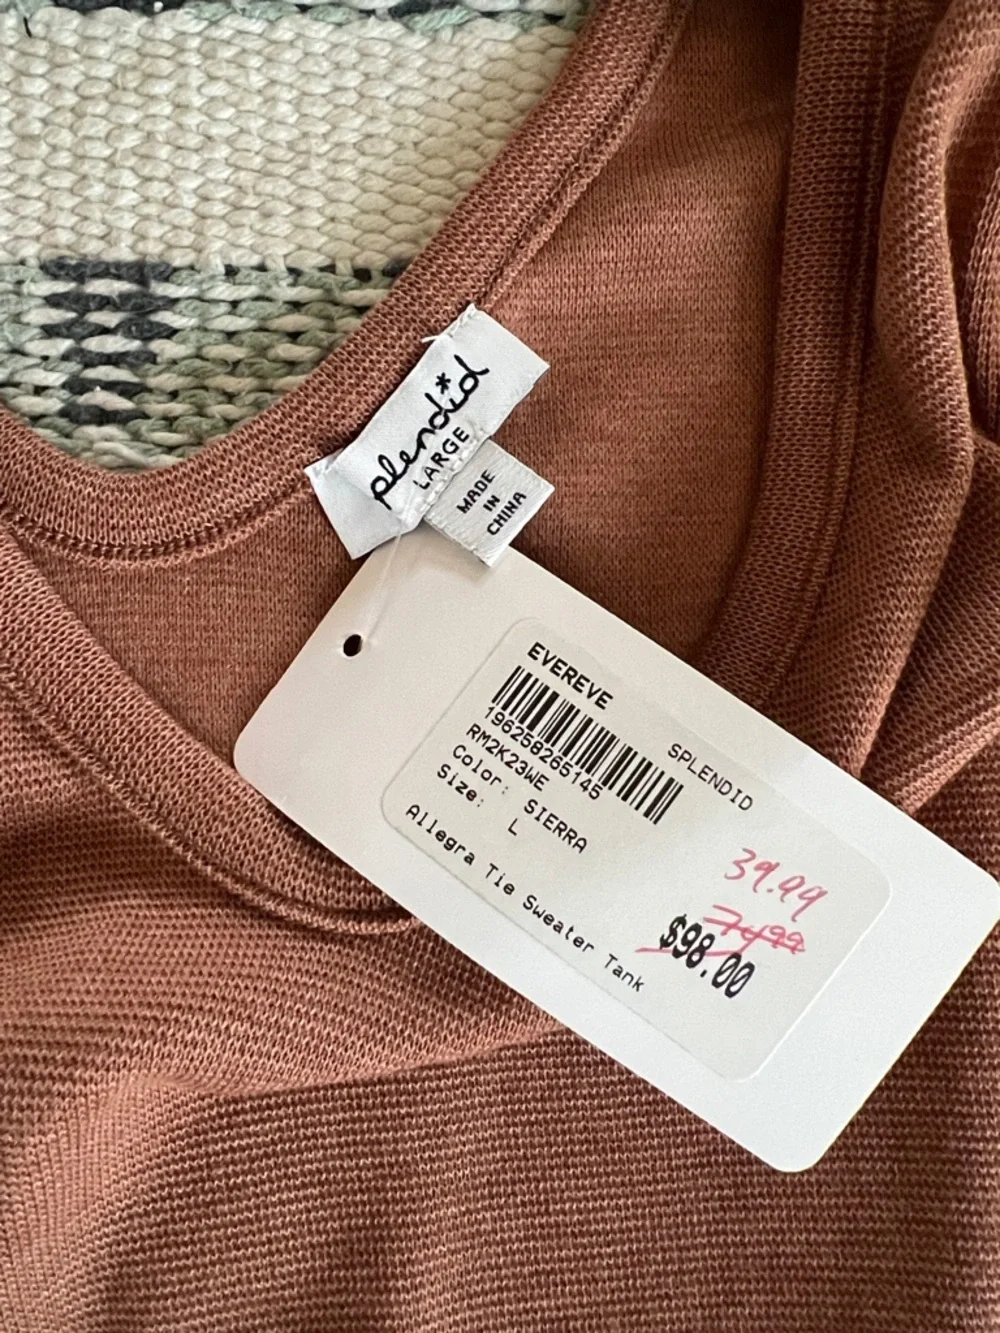 splendid
LARGE
MADE
IN
CHINA
EVEREVE
196258265145
RM2K23WE
SPLENDID
Color: SIERRA
Size: L
Allegra Tie Sweater Tank
39.99
74.99
$98.00